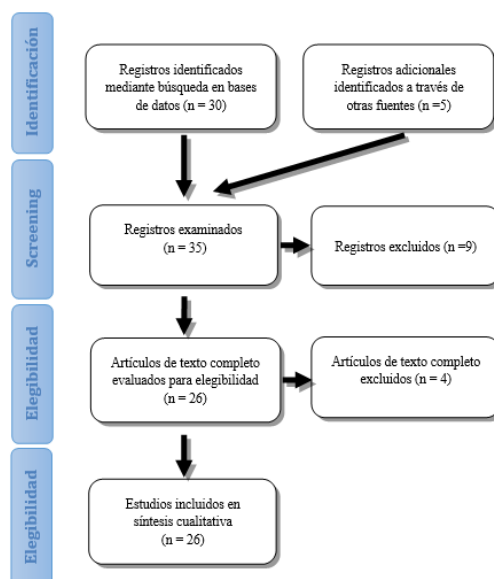 Identificación
Registros identificados
mediante búsqueda en bases
de datos (n = 30)
Registros adicionales
identificados a través de
otras fuentes (n =5)
Screening
Registros examinados
(n = 35)
Registros excluidos (n =9)
Elegibilidad
Artículos de texto completo
evaluados para elegibilidad
(n = 26)
Artículos de texto completo
excluidos (n = 4)
Elegibilidad
Estudios incluidos en
síntesis cualitativa
(n = 26)